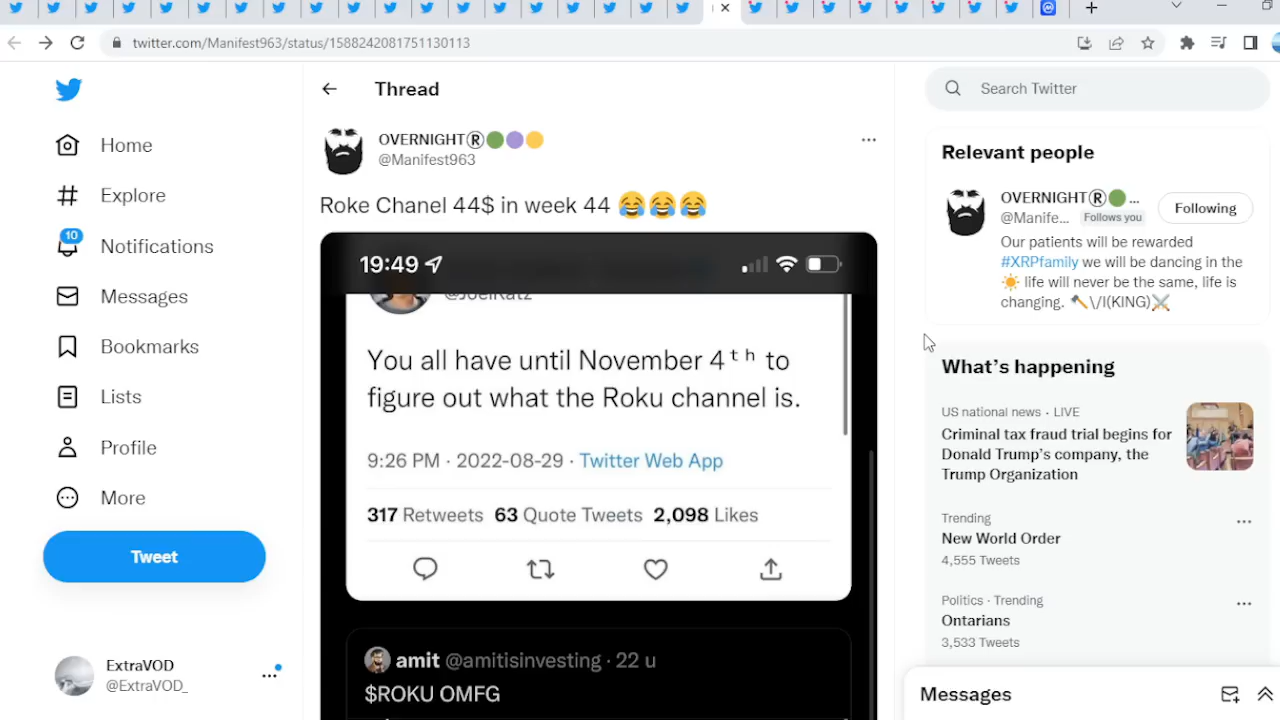 twitter.com/Manifest963/status/1588242081751130113
Thread
Search Twitter
Home
Explore
10
Notifications
Messages
Bookmarks
Lists
Profile
More
Tweet
ExtraVOD
@ExtraVOD_
OVERNIGHT®🟢🟣🟡
@Manifest963
Roke Chanel 44$ in week 44 😂😂😂
19:49
@JoelKatz
You all have until November 4ᵗʰ to
figure out what the Roku channel is.
9:26 PM · 2022-08-29 · Twitter Web App
317 Retweets 63 Quote Tweets 2,098 Likes
amit @amitisinvesting · 22 u
$ROKU OMFG
Relevant people
OVERNIGHT®🟢 ...
@Manife... Follows you
Following
Our patients will be rewarded
#XRPfamily we will be dancing in the
☀️ life will never be the same, life is
changing. 🪓\/I(KING)⚔️
What's happening
US national news · LIVE
Criminal tax fraud trial begins for
Donald Trump's company, the
Trump Organization
Trending
New World Order
4,555 Tweets
Politics · Trending
Ontarians
3,533 Tweets
Messages